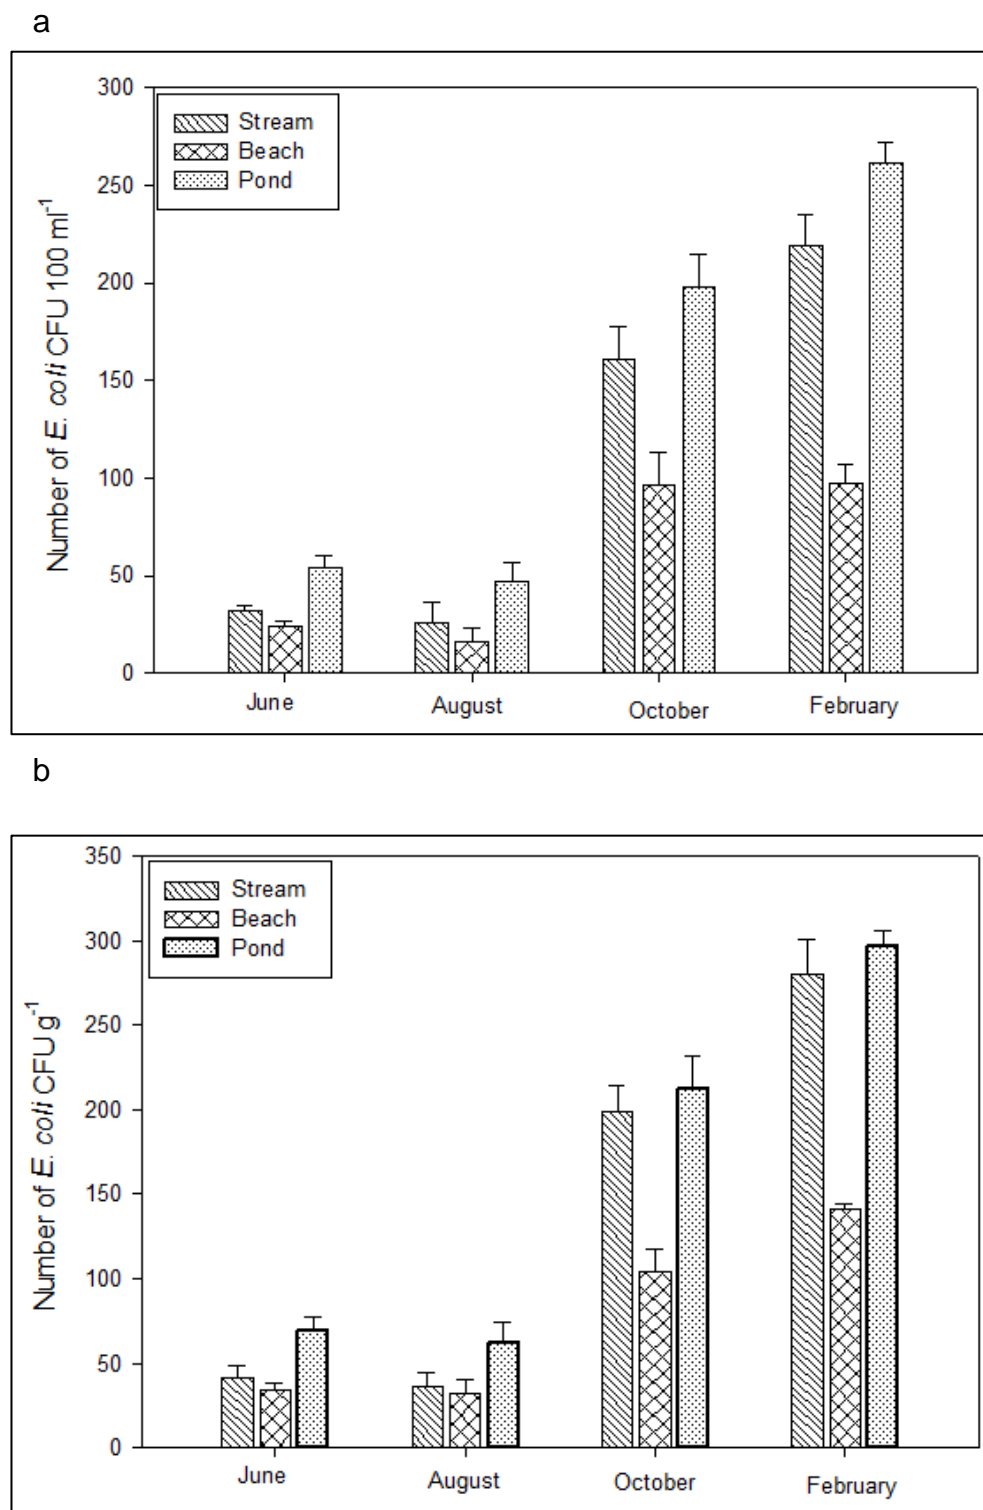 a
Number of E. coli CFU 100 ml⁻¹
300
250
200
150
100
50
0
Stream
Beach
Pond
June
August
October
February
b
Number of E. coli CFU g⁻¹
350
300
250
200
150
100
50
0
Stream
Beach
Pond
June
August
October
February